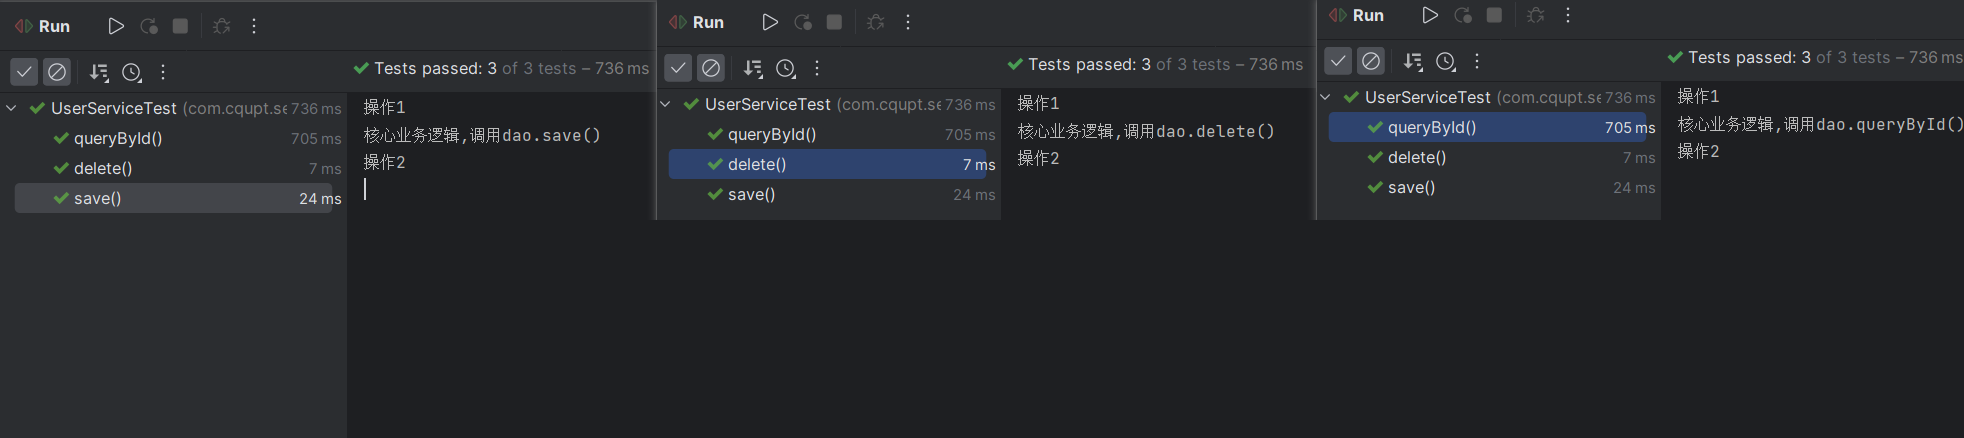 Run
Tests passed: 3 of 3 tests – 736 ms
UserServiceTest (com.cqupt.se 736 ms
queryById() 705 ms
delete() 7 ms
save() 24 ms
操作1
核心业务逻辑,调用dao.save()
操作2
Run
Tests passed: 3 of 3 tests – 736 ms
UserServiceTest (com.cqupt.se 736 ms
queryById() 705 ms
delete() 7 ms
save() 24 ms
操作1
核心业务逻辑,调用dao.delete()
操作2
Run
Tests passed: 3 of 3 tests – 736 ms
UserServiceTest (com.cqupt.se 736 ms
queryById() 705 ms
delete() 7 ms
save() 24 ms
操作1
核心业务逻辑,调用dao.queryById()
操作2